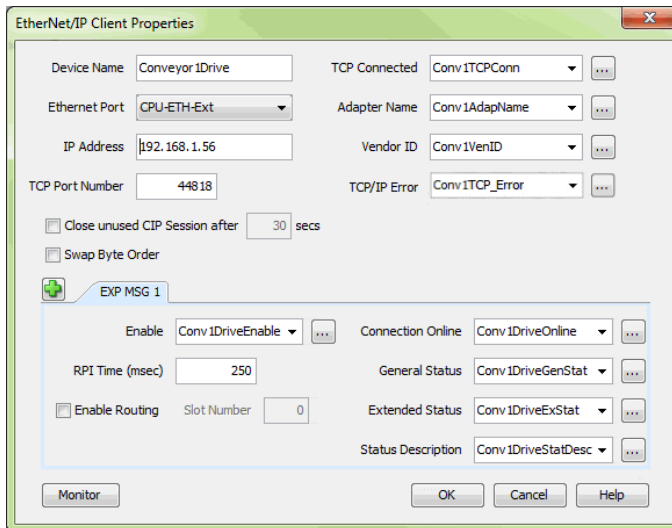 EtherNet/IP Client Properties
Device Name Conveyor1Drive TCP Connected Conv1TCPConn ...
Ethernet Port CPU-ETH-Ext Adapter Name Conv1AdapName ...
IP Address 192.168.1.56 Vendor ID Conv1VenID ...
TCP Port Number 44818 TCP/IP Error Conv1TCP_Error ...
Close unused CIP Session after 30 secs
Swap Byte Order
EXP MSG 1
Enable Conv1DriveEnable ... Connection Online Conv1DriveOnline ...
RPI Time (msec) 250 General Status Conv1DriveGenStat ...
Enable Routing Slot Number 0 Extended Status Conv1DriveExStat ...
Status Description Conv1DriveStatDesc ...
Monitor OK Cancel Help